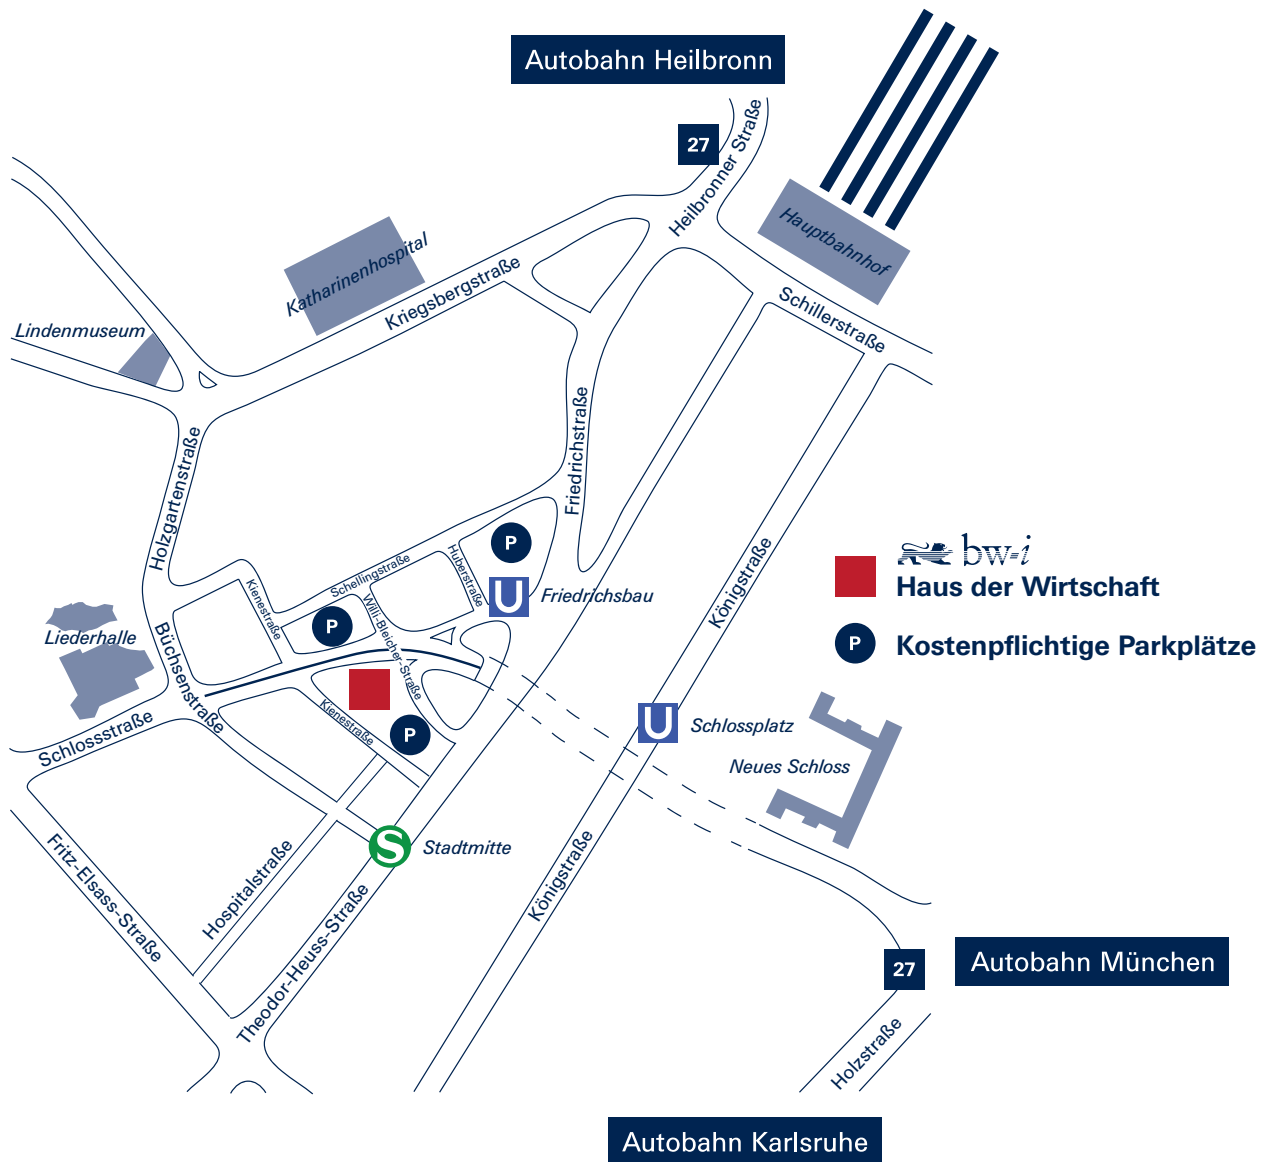 Autobahn Heilbronn
27
Heilbronner Straße
Hauptbahnhof
Katharinenhospital
Kriegsbergstraße
Schillerstraße
Lindenmuseum
Friedrichstraße
Holzgartenstraße
P
Huberstraße
Schellingstraße
Kienestraße
U
Friedrichsbau
Königstraße
bw-i
Haus der Wirtschaft
P
Kostenpflichtige Parkplätze
P
Willi-Bleicher-Straße
Liederhalle
Büchsenstraße
Kienestraße
P
Schlossstraße
U
Schlossplatz
Neues Schloss
S
Stadtmitte
Fritz-Elsass-Straße
Hospitalstraße
Königstraße
Theodor-Heuss-Straße
27
Autobahn München
Holzstraße
Autobahn Karlsruhe